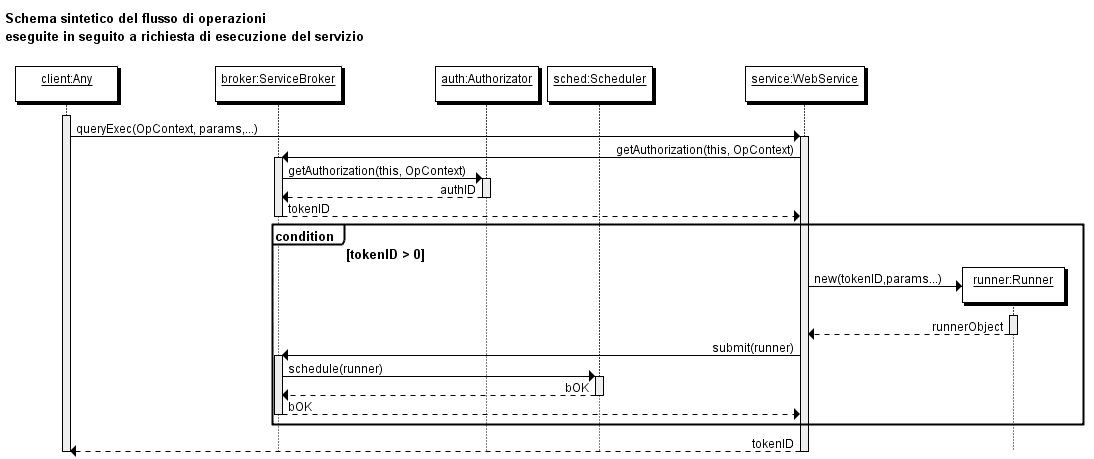 Schema sintetico del flusso di operazioni
eseguite in seguito a richiesta di esecuzione del servizio
client:Any
broker:ServiceBroker
auth:Authorizator
sched:Scheduler
service:WebService
queryExec(OpContext, params,...)
getAuthorization(this, OpContext)
getAuthorization(this, OpContext)
authID
tokenID
condition
[tokenID > 0]
new(tokenID,params...)
runner:Runner
runnerObject
submit(runner)
schedule(runner)
bOK
bOK
tokenID